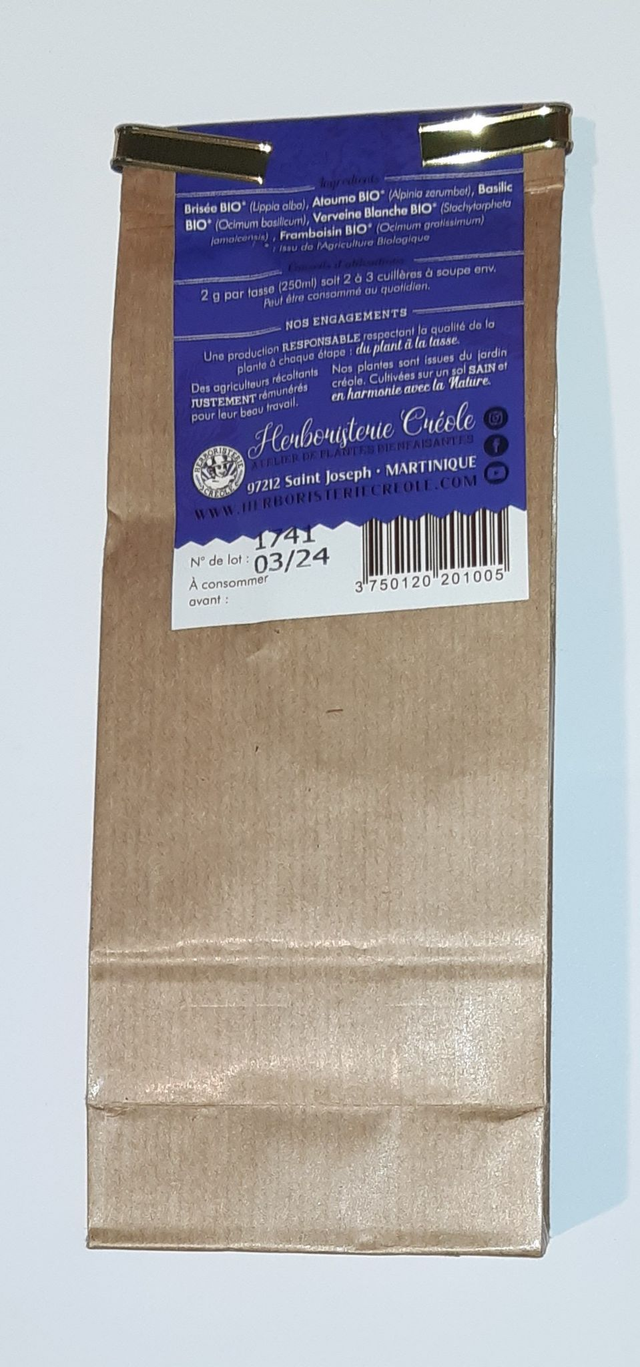 Ingrédients
Brisée BIO* (Lippia alba), Atoumo BIO* (Alpinia zerumbet), Basilic
BIO* (Ocimum basilicum), Verveine Blanche BIO* (Stachytarpheta
jamaicensis) , Framboisin BIO* (Ocimum gratissimum)
* : Issu de l'Agriculture Biologique
Conseils d'utilisations
2 g par tasse (250ml) soit 2 à 3 cuillères à soupe env.
Peut être consommé au quotidien.
NOS ENGAGEMENTS
Une production RESPONSABLE respectant la qualité de la
plante à chaque étape : du plant à la tasse.
Des agriculteurs récoltants
JUSTEMENT rémunérés
pour leur beau travail.
Nos plantes sont issues du jardin
créole. Cultivées sur un sol SAIN et
en harmonie avec la Nature.
HERBORISTERIE
CRÉOLE
Herboristerie Créole
ATELIER DE PLANTES BIENFAISANTES
97212 Saint Joseph • MARTINIQUE
WWW.HERBORISTERIECREOLE.COM
N° de lot : 1741
À consommer 03/24
avant :
3 750120 201005